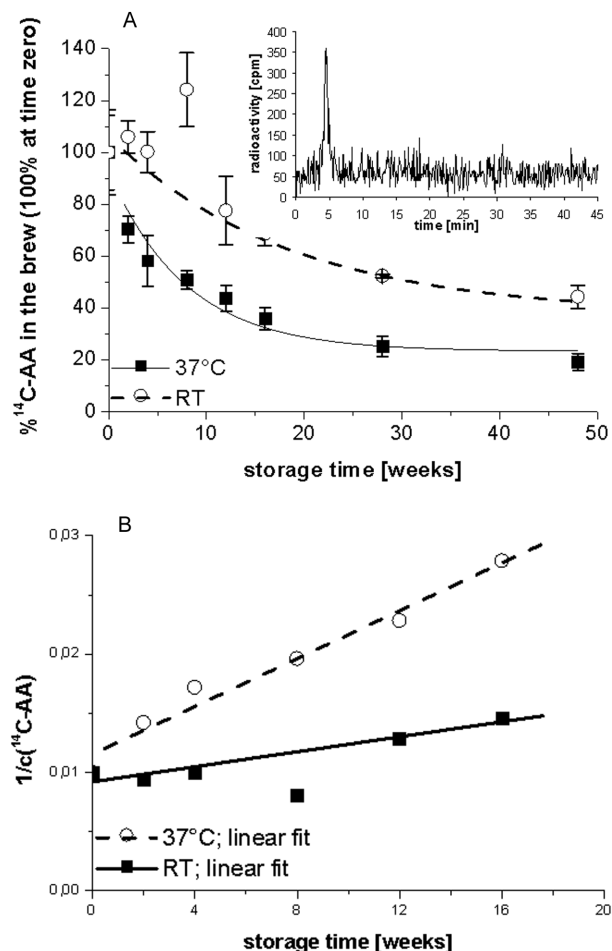 A
%¹⁴C-AA in the brew (100% at time zero)
140
120
100
80
60
40
20
0
0 10 20 30 40 50
storage time [weeks]
37°C
RT
radioactivity [cpm]
400
350
300
250
200
150
100
50
0
0 5 10 15 20 25 30 35 40 45
time [min]
B
1/c(¹⁴C-AA)
0,03
0,02
0,01
0,00
37°C; linear fit
RT; linear fit
0 4 8 12 16 20
storage time [weeks]